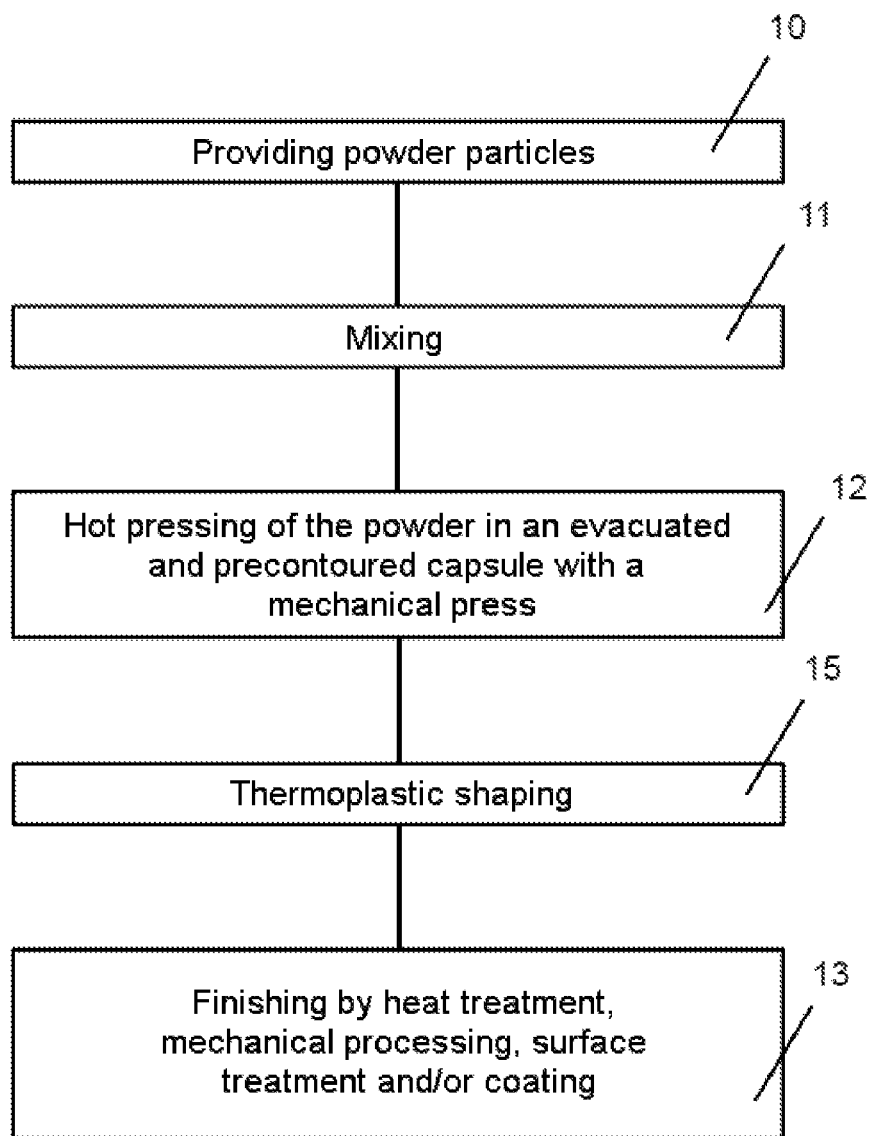 10
Providing powder particles
11
Mixing
12
Hot pressing of the powder in an evacuated
and precontoured capsule with a
mechanical press
15
Thermoplastic shaping
13
Finishing by heat treatment,
mechanical processing, surface
treatment and/or coating